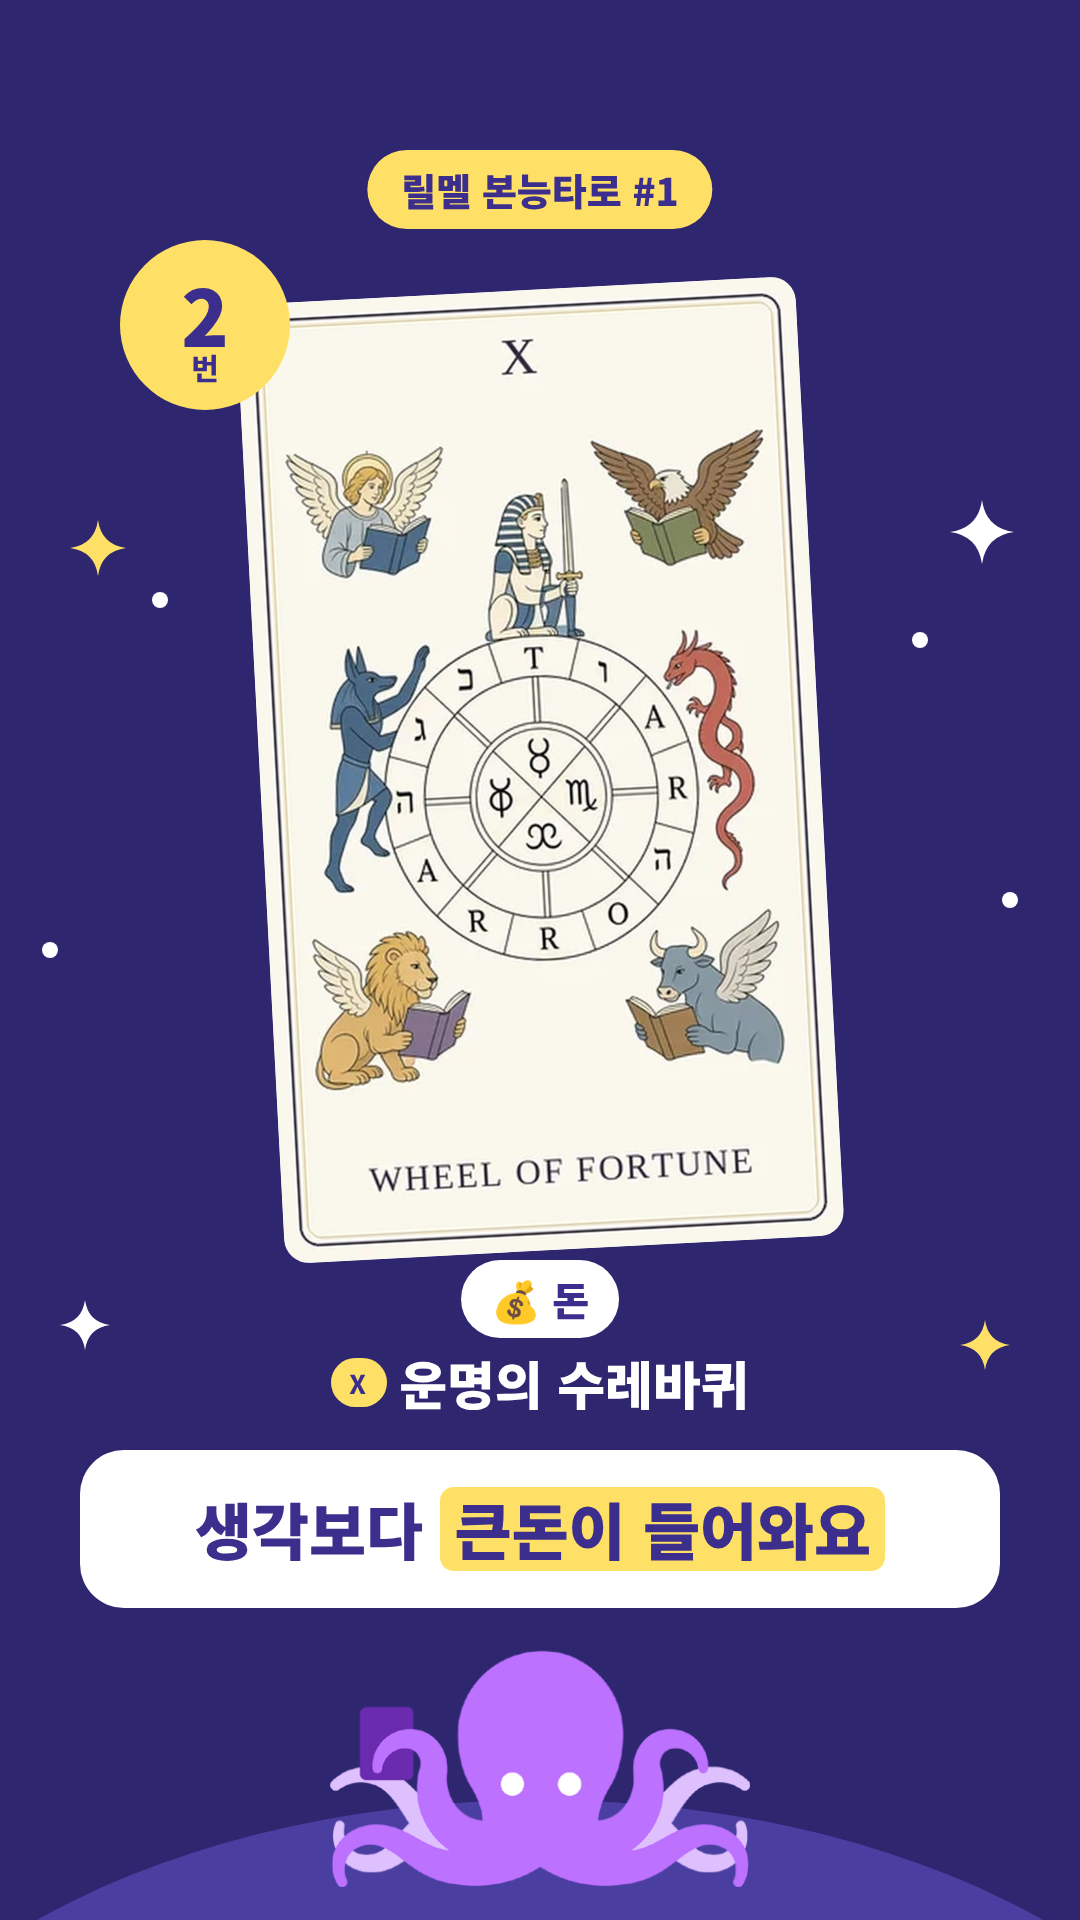 릴멜 본능타로 #1
2
번
X
T
ו
A
R
ה
O
R
R
A
ה
ג
כ
WHEEL OF FORTUNE
돈
X 운명의 수레바퀴
생각보다 큰돈이 들어와요